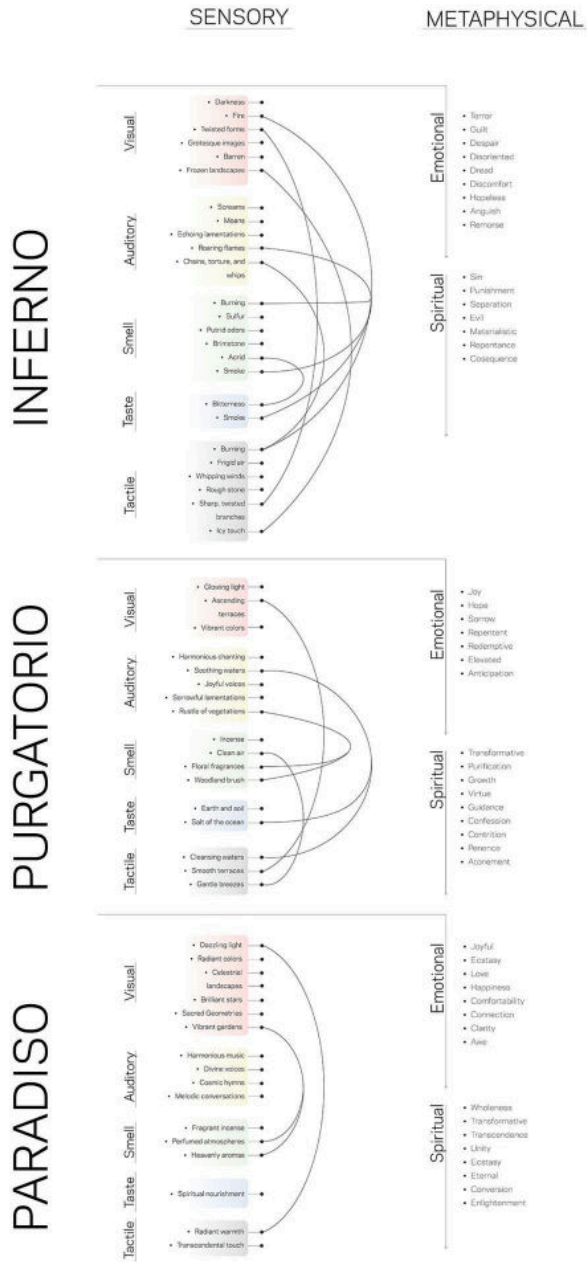 SENSORY
METAPHYSICAL
INFERNO
Visual
Darkness
Fire
Twisted forms
Grotesque images
Barren
Frozen landscapes
Auditory
Screams
Moans
Echoing lamentations
Roaring flames
Chains, torture, and
whips
Smell
Burning
Sulfur
Putrid odors
Brimstone
Acrid
Smoke
Taste
Bitterness
Smoke
Tactile
Burning
Frigid air
Whipping winds
Rough stone
Sharp, twisted
branches
Icy touch
Emotional
Terror
Guilt
Despair
Disoriented
Dread
Discomfort
Hopeless
Anguish
Remorse
Spiritual
Sin
Punishment
Separation
Evil
Materialistic
Repentance
Cosequence
PURGATORIO
Visual
Glowing light
Ascending
terraces
Vibrant colors
Auditory
Harmonious chanting
Soothing waters
Joyful voices
Sorrowful lamentations
Rustle of vegetations
Smell
Incense
Clean air
Floral fragrances
Woodland brush
Taste
Earth and soil
Salt of the ocean
Tactile
Cleansing waters
Smooth terraces
Gentle breezes
Emotional
Joy
Hope
Sorrow
Repentent
Redemptive
Elevated
Anticipation
Spiritual
Transformative
Purification
Growth
Virtue
Guidance
Confession
Contrition
Penence
Atonement
PARADISO
Visual
Dazzling light
Radiant colors
Celestrial
landscapes
Brilliant stars
Sacred Geometries
Vibrant gardens
Auditory
Harmonious music
Divine voices
Cosmic hymns
Melodic conversations
Smell
Fragrant incense
Perfumed atmospheres
Heavenly aromas
Taste
Spiritual nourishment
Tactile
Radiant warmth
Transcendental touch
Emotional
Joyful
Ecstasy
Love
Happiness
Comfortability
Connection
Clarity
Awe
Spiritual
Wholeness
Transformative
Transcendence
Unity
Ecstasy
Eternal
Conversion
Enlightenment